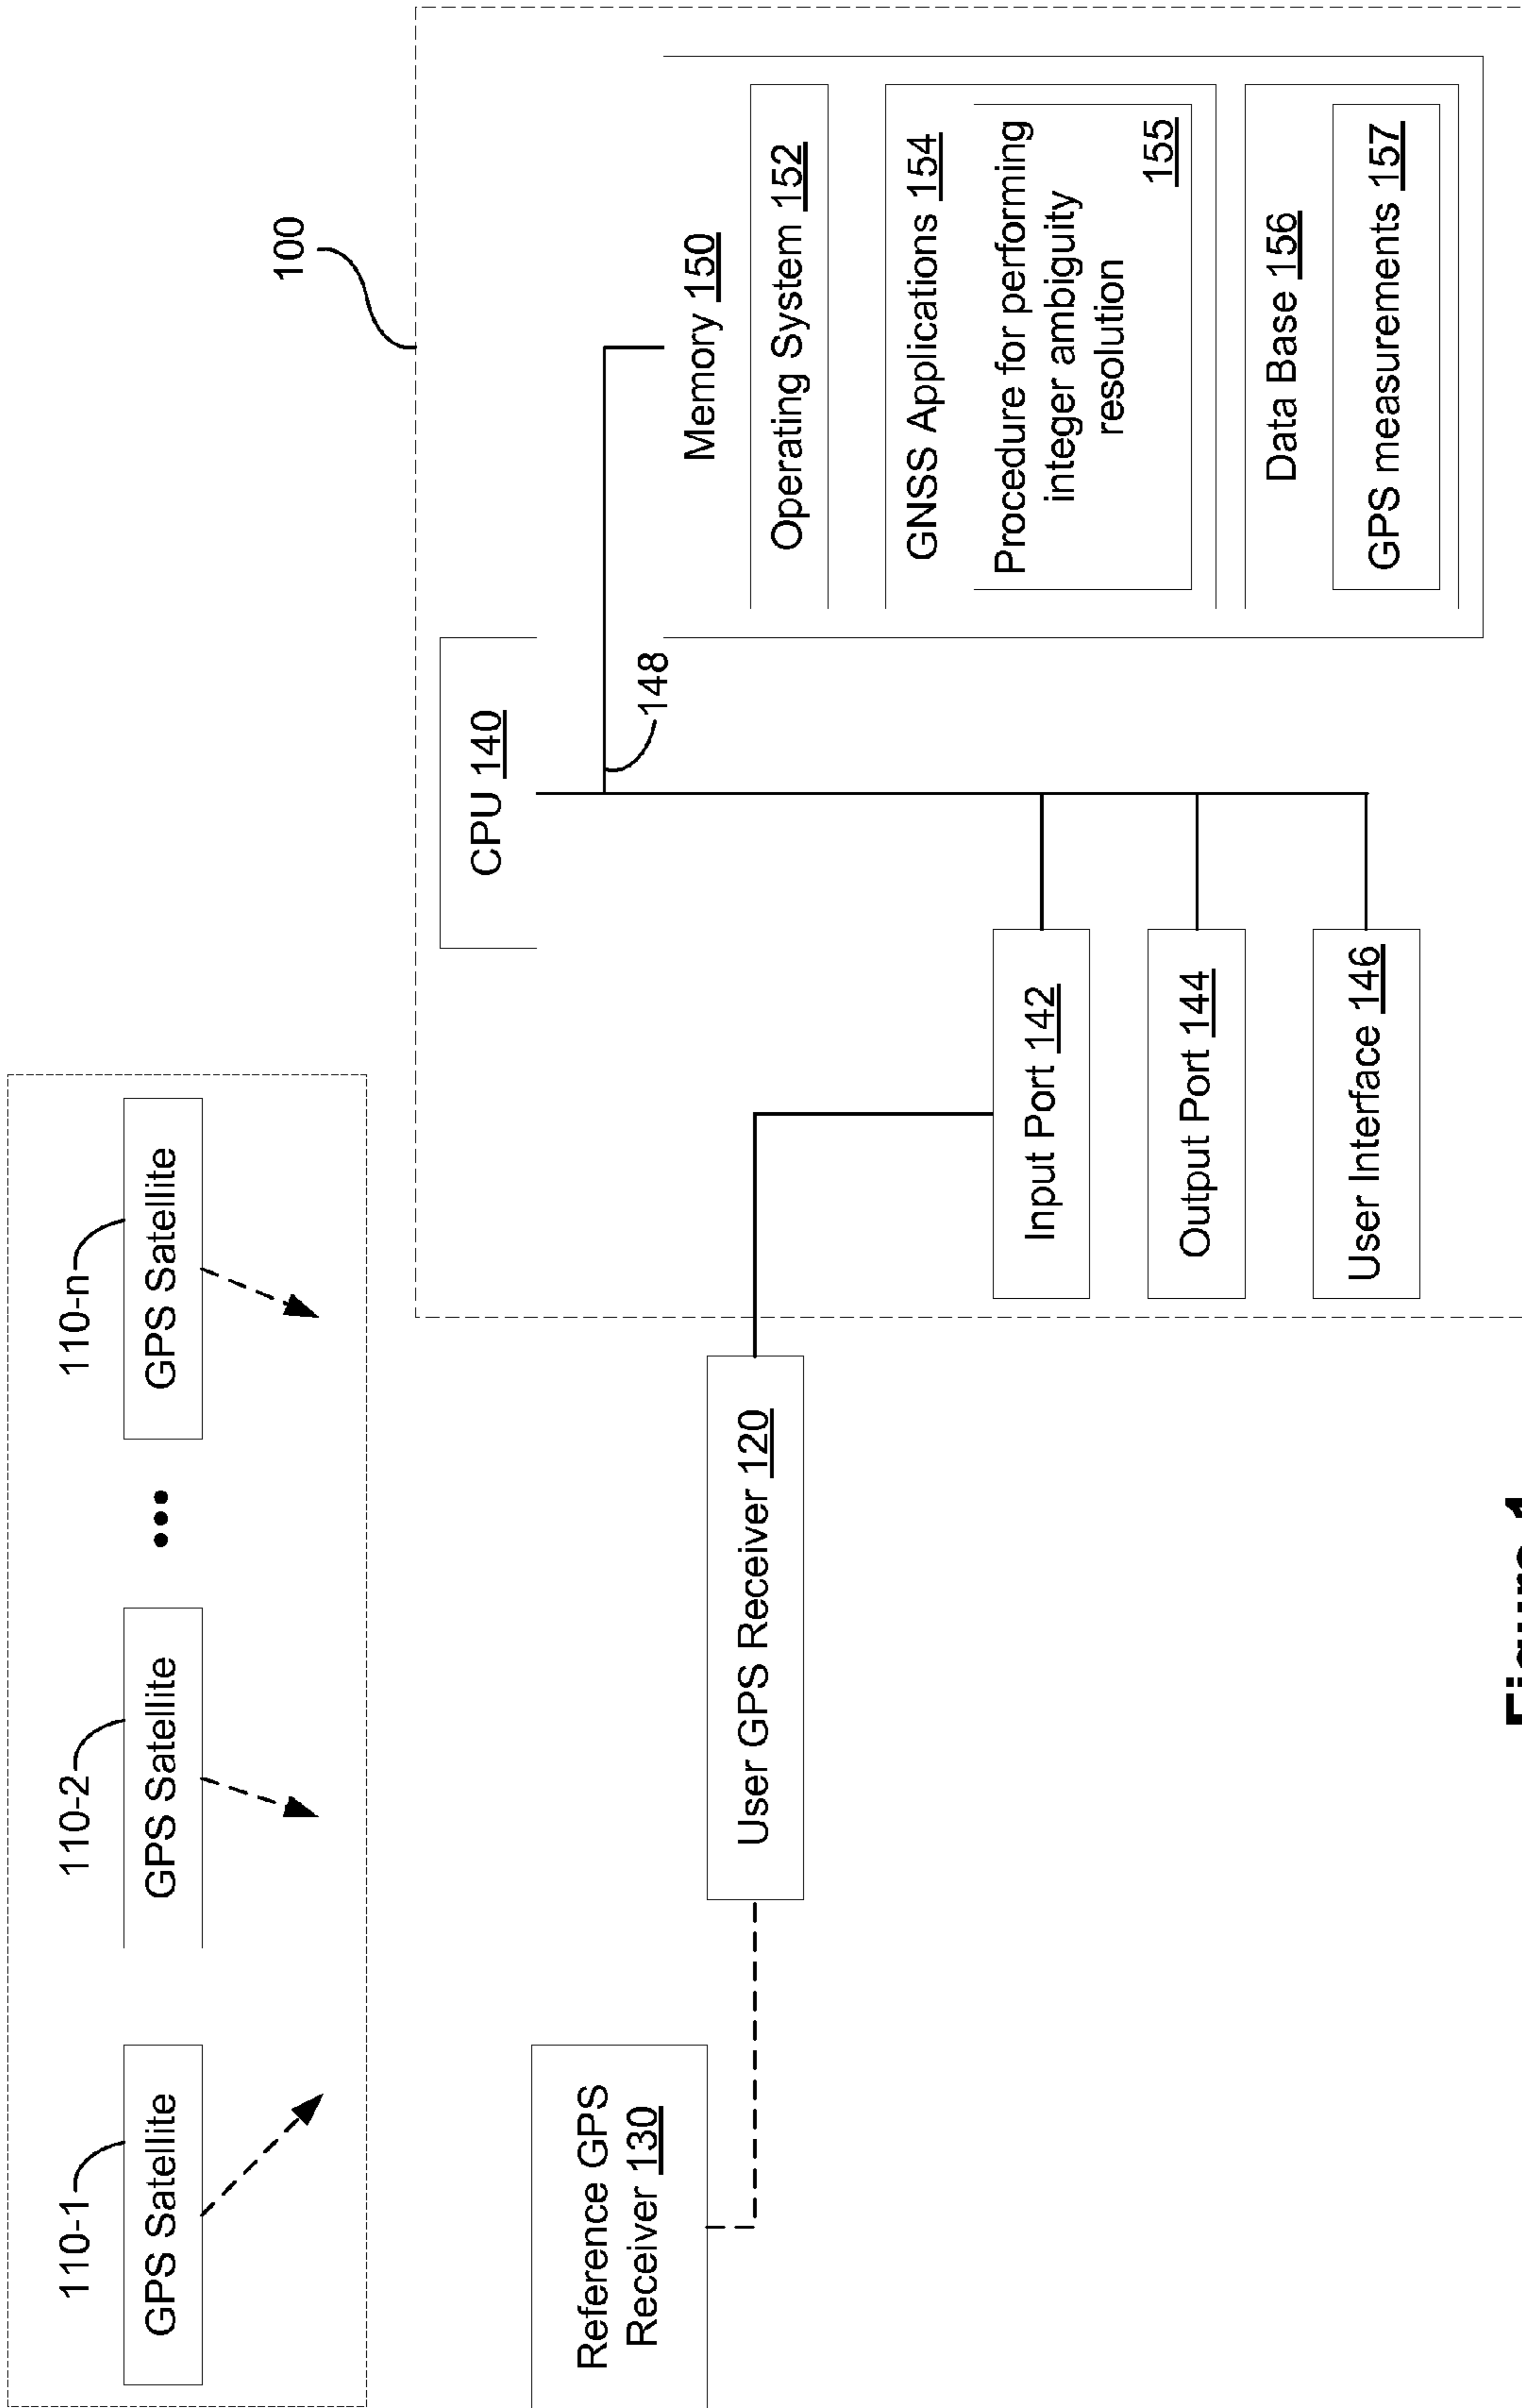 110-1
110-2
110-n
GPS Satellite
GPS Satellite
•••
GPS Satellite
100
Reference GPS
Receiver 130
User GPS Receiver 120
CPU 140
148
Input Port 142
Output Port 144
User Interface 146
Memory 150
Operating System 152
GNSS Applications 154
Procedure for performing
integer ambiguity
resolution
155
Data Base 156
GPS measurements 157
Figure 1